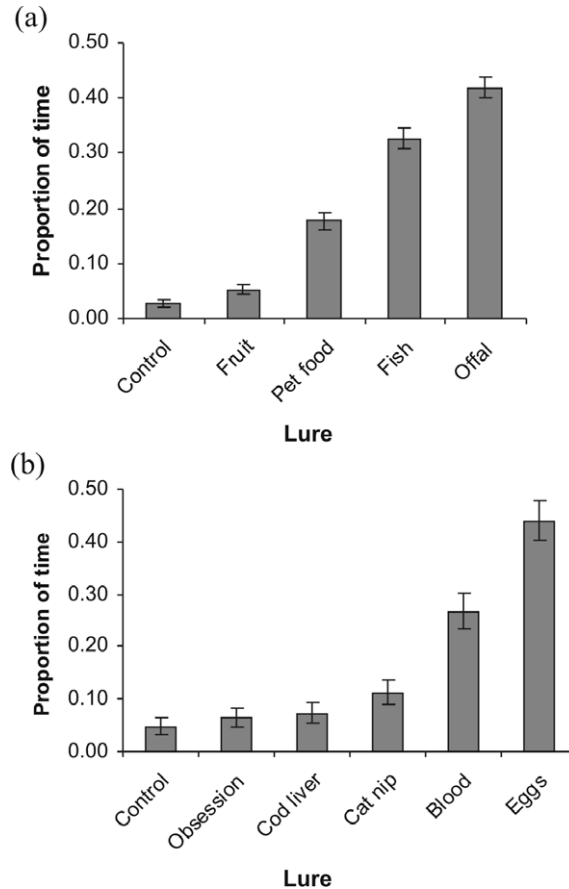 (a)
0.50
0.40
0.30
0.20
0.10
0.00
Proportion of time
Control
Fruit
Pet food
Fish
Offal
Lure
(b)
0.50
0.40
0.30
0.20
0.10
0.00
Proportion of time
Control
Obsession
Cod liver
Cat nip
Blood
Eggs
Lure